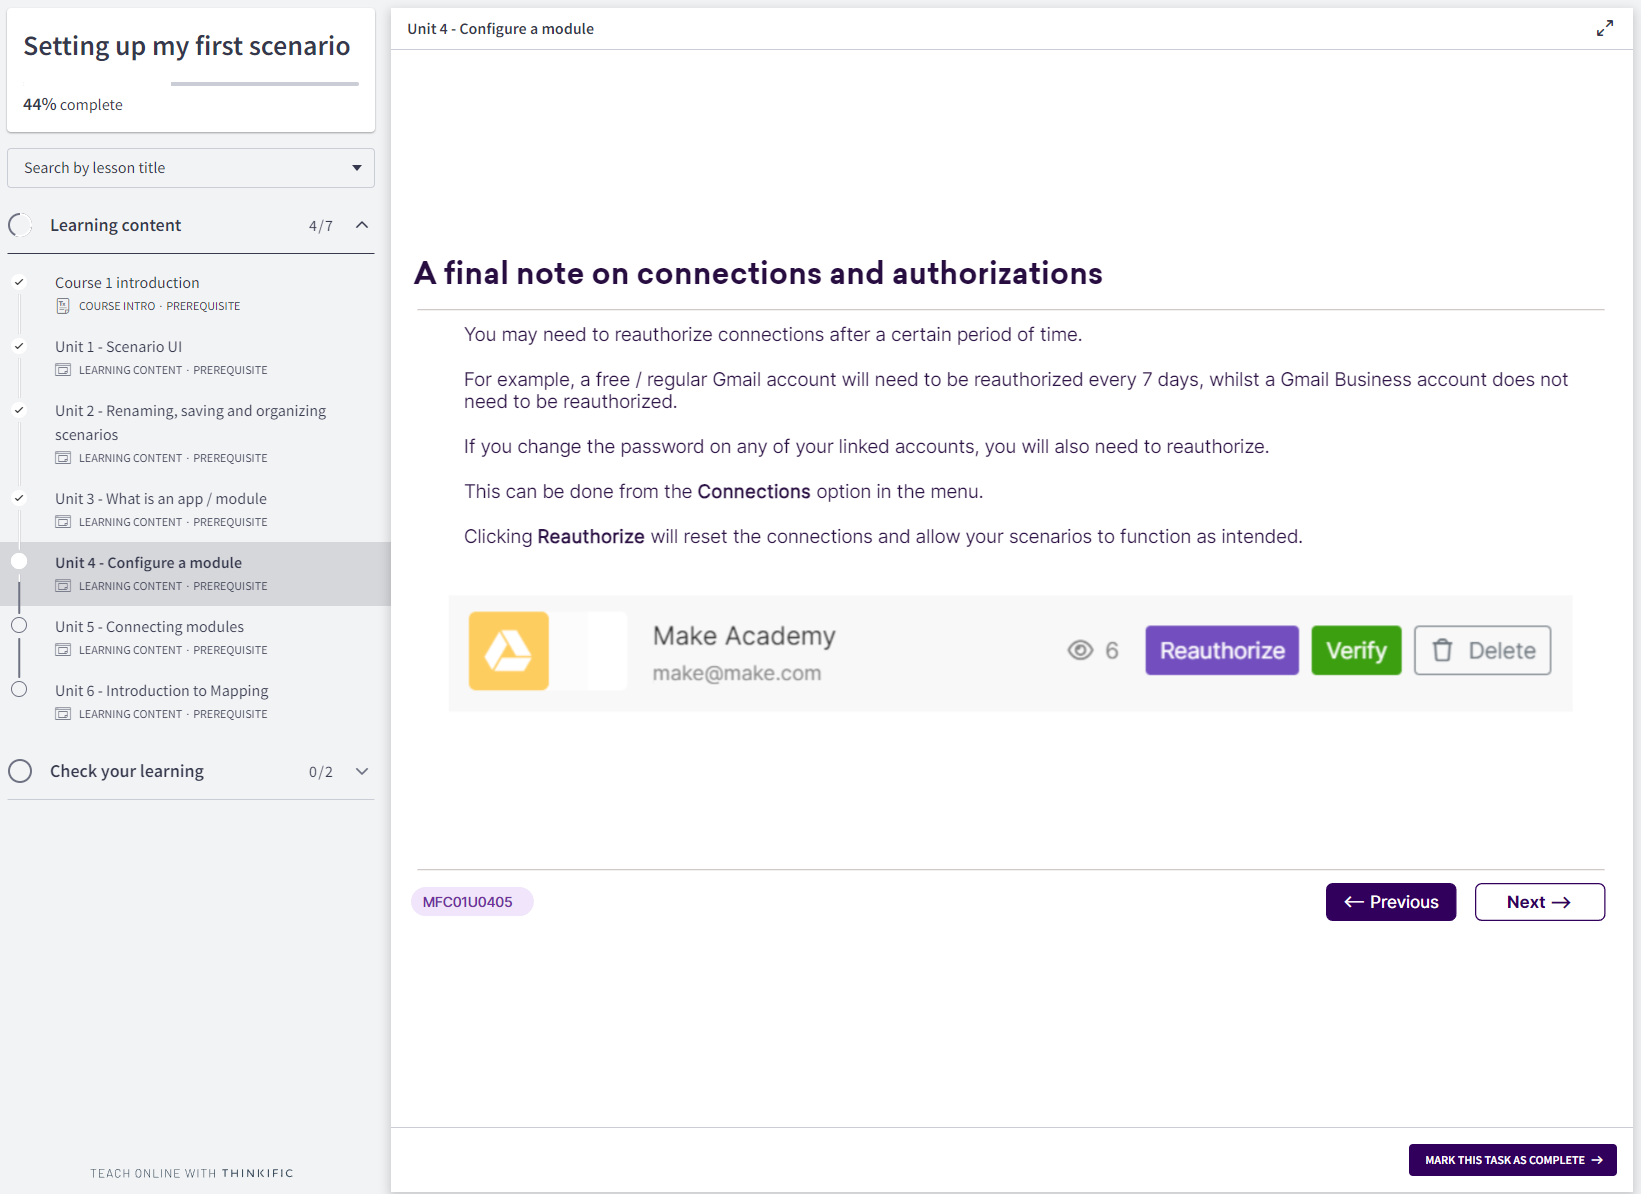 Setting up my first scenario
44% complete
Search by lesson title
Learning content 4/7
Course 1 introduction
COURSE INTRO · PREREQUISITE
Unit 1 - Scenario UI
LEARNING CONTENT · PREREQUISITE
Unit 2 - Renaming, saving and organizing
scenarios
LEARNING CONTENT · PREREQUISITE
Unit 3 - What is an app / module
LEARNING CONTENT · PREREQUISITE
Unit 4 - Configure a module
LEARNING CONTENT · PREREQUISITE
Unit 5 - Connecting modules
LEARNING CONTENT · PREREQUISITE
Unit 6 - Introduction to Mapping
LEARNING CONTENT · PREREQUISITE
Check your learning 0/2
TEACH ONLINE WITH THINKIFIC
Unit 4 - Configure a module
A final note on connections and authorizations
You may need to reauthorize connections after a certain period of time.
For example, a free / regular Gmail account will need to be reauthorized every 7 days, whilst a Gmail Business account does not
need to be reauthorized.
If you change the password on any of your linked accounts, you will also need to reauthorize.
This can be done from the Connections option in the menu.
Clicking Reauthorize will reset the connections and allow your scenarios to function as intended.
Make Academy
make@make.com
6 Reauthorize Verify Delete
MFC01U0405
← Previous Next →
MARK THIS TASK AS COMPLETE →